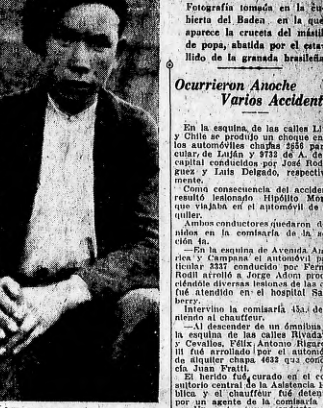 Fotografía tomada en la cu-
bierta del Baden en la que
aparece la cruceta del mástil
de popa, abatida por el esta-
llido de la granada brasileña
Ocurrieron Anoche
Varios Accident
En la esquina, de las calles Li
y Chile se produjo un choque en
los automóviles chapas 2656 par
cular, de Luján y 9732 de A. de
capital conducidos por José Rod
guez y Luis Delgado, respectiv
mente.
Como consecuencia del acciden
resultó lesionado Hipólito Mo
que viajaba en el automóvil de
quiler.
Ambos conductores quedaron d
nidos en la comisaría de la s
ción 4a.
—En la esquina de Avenida Am
rica y Campana el automóvil pa
ticular 3337 conducido por Fern
Rodil arrolló a Jorge Adom pro
ciéndole diversas lesiones de las q
fué atendido en el hospital Sa
berry.
Intervino la comisaría 45a. de
niendo al chauffeur.
—Al descender de un ómnibus
la esquina de las calles Rivada
y Cevallos, Félix Antonio Rigar
lli fué arrollado por el automó
de alquiler chapa 4632 que cond
cía Juan Fratti.
El herido fué curado en el co
sultorio central de la Asistencia
blica y el chauffeur fué deten
por un agente de la comisaría